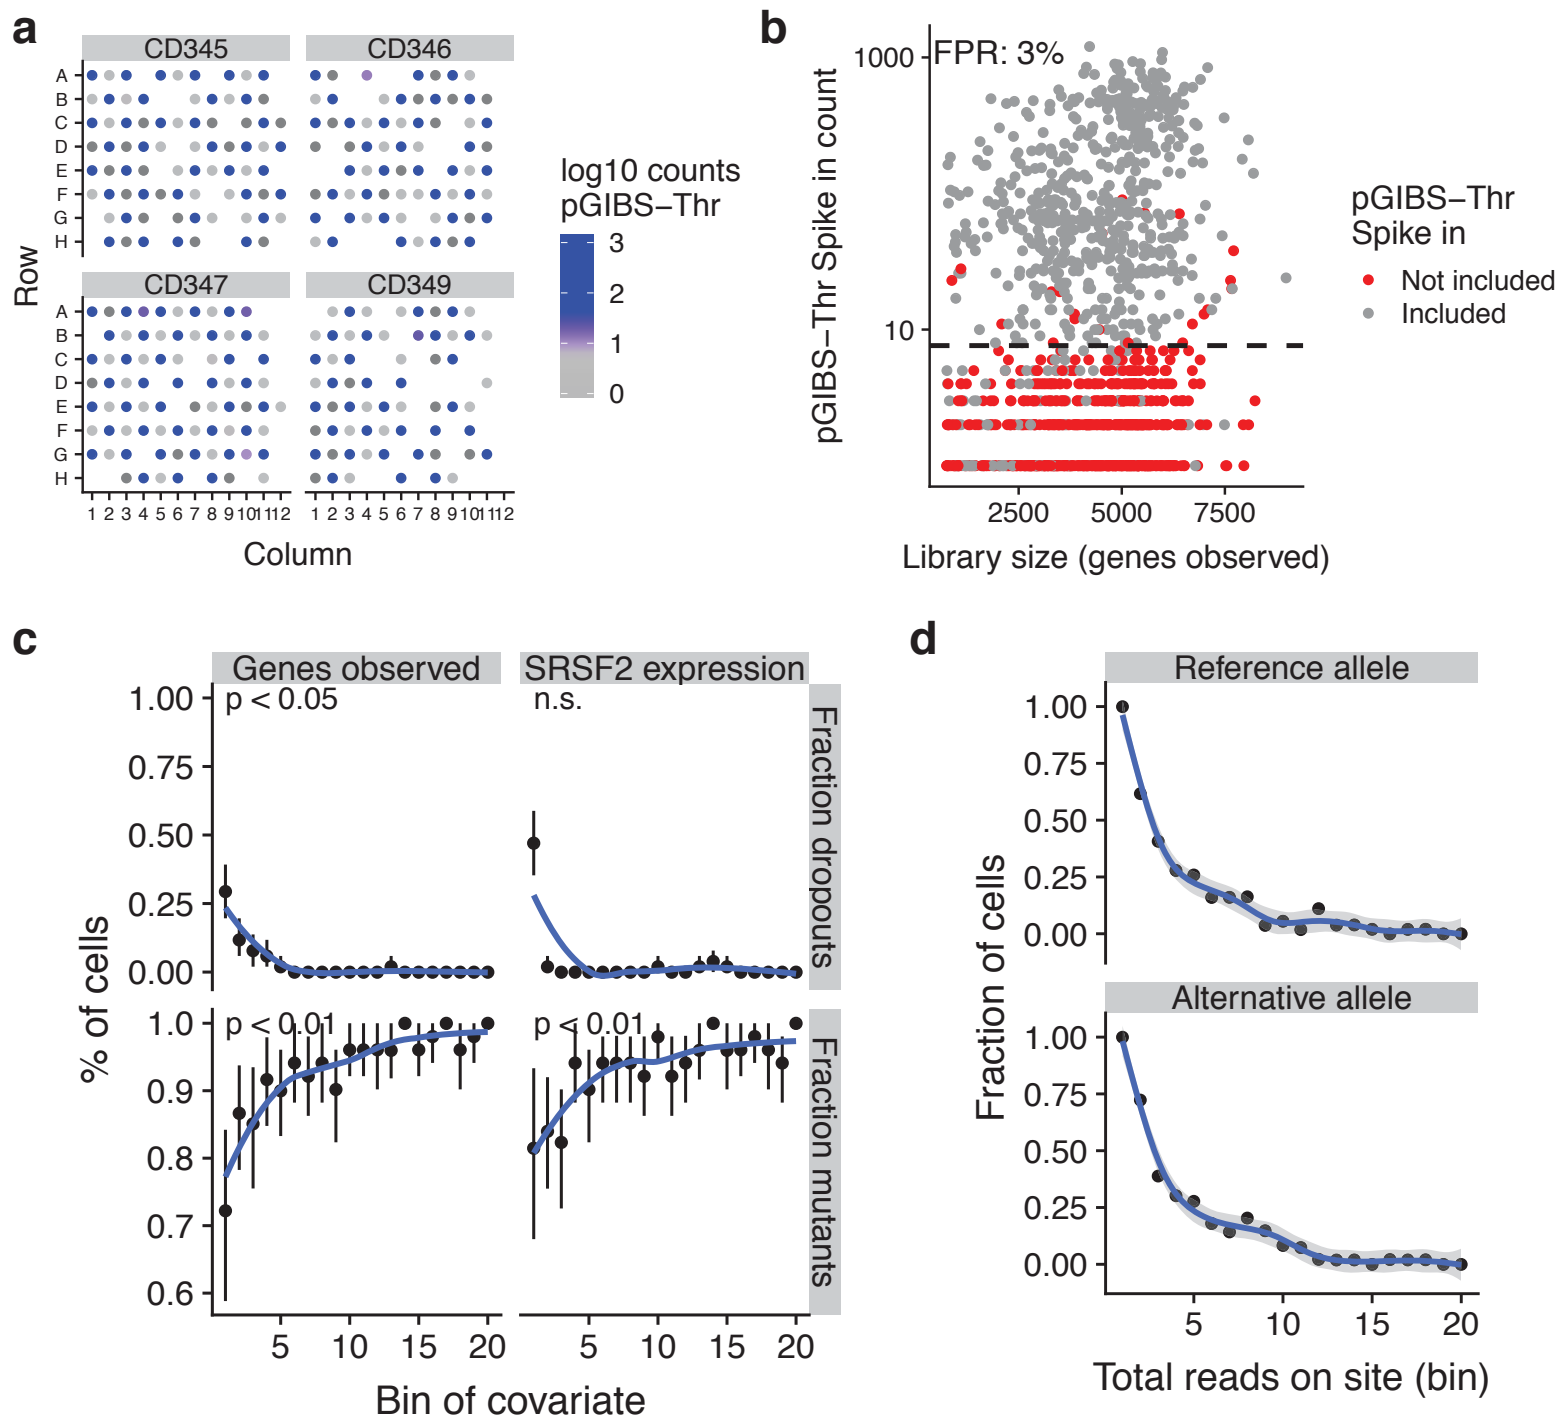 a
CD345
CD346
A
B
C
D
E
F
G
H
Row
CD347
CD349
A
B
C
D
E
F
G
H
1 2 3 4 5 6 7 8 9 10 11 12
1 2 3 4 5 6 7 8 9 10 11 12
Column
log10 counts
pGIBS−Thr
3
2
1
0
b
FPR: 3%
1000
10
pGIBS−Thr Spike in count
2500
5000
7500
Library size (genes observed)
pGIBS−Thr
Spike in
Not included
Included
c
Genes observed
SRSF2 expression
p < 0.05
n.s.
1.00
0.75
0.50
0.25
0.00
Fraction dropouts
% of cells
p < 0.01
p < 0.01
1.0
0.9
0.8
0.7
0.6
Fraction mutants
5 10 15 20
5 10 15 20
Bin of covariate
d
Reference allele
1.00
0.75
0.50
0.25
0.00
Fraction of cells
Alternative allele
1.00
0.75
0.50
0.25
0.00
5 10 15 20
Total reads on site (bin)